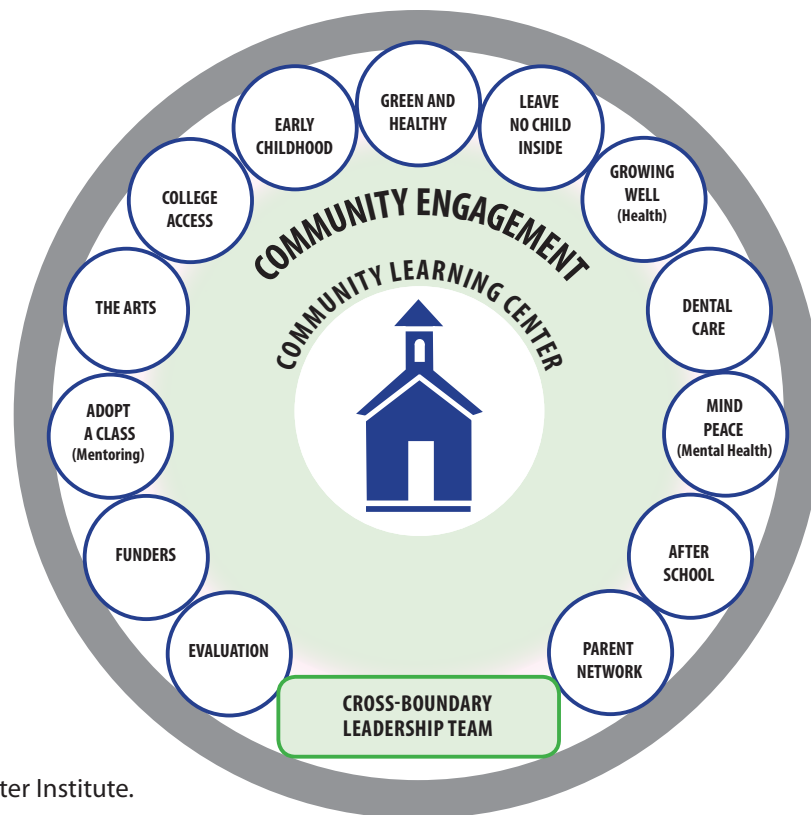 GREEN AND
HEALTHY
LEAVE
NO CHILD
INSIDE
EARLY
CHILDHOOD
GROWING
WELL
(Health)
COLLEGE
ACCESS
COMMUNITY ENGAGEMENT
COMMUNITY LEARNING CENTER
THE ARTS
DENTAL
CARE
ADOPT
A CLASS
(Mentoring)
MIND
PEACE
(Mental Health)
FUNDERS
AFTER
SCHOOL
EVALUATION
PARENT
NETWORK
CROSS-BOUNDARY
LEADERSHIP TEAM
ter Institute.